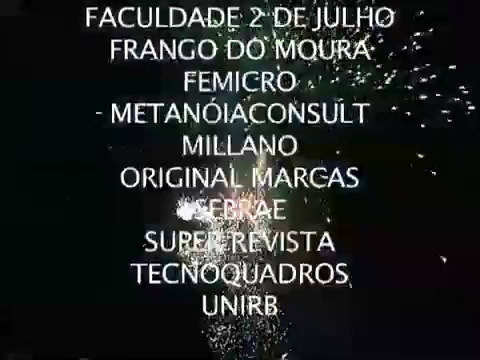 FACULDADE 2 DE JULHO
FRANGO DO MOURA
FEMICRO
- METANÓIACONSULT
MILLANO
ORIGINAL MARCAS
SEBRAE
SUPER REVISTA
TECNOQUADROS
UNIRB